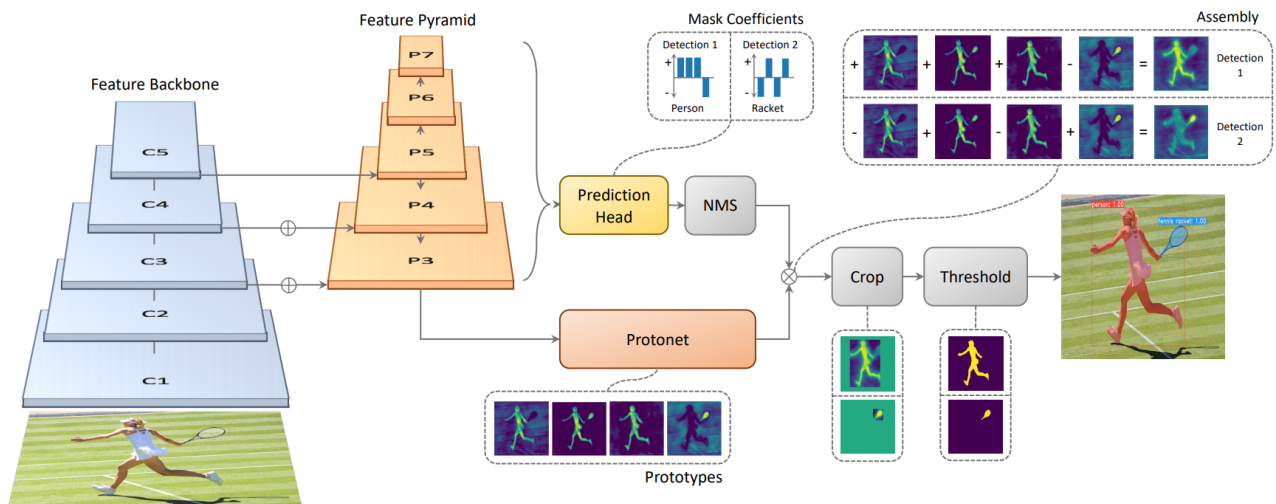 Feature Backbone
C5
C4
C3
C2
C1
Feature Pyramid
P7
P6
P5
P4
P3
Mask Coefficients
Detection 1
+
-
Person
Detection 2
+
-
Racket
Prediction
Head
NMS
Protonet
Prototypes
Assembly
+ + + - = Detection
1
- + - + = Detection
2
Crop
Threshold
person: 1.00
tennis racket: 1.00